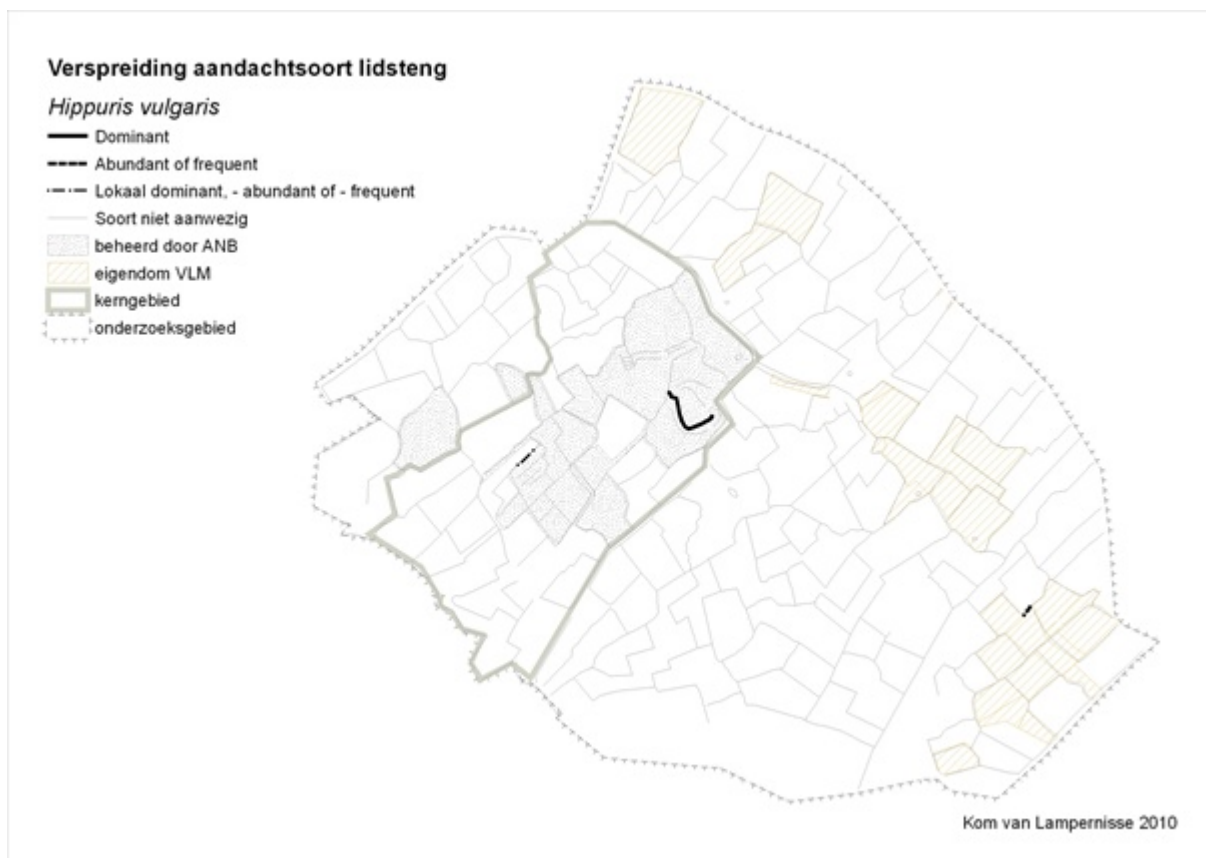 Verspreiding aandachtsoort lidsteng
Hippuris vulgaris
Dominant
Abundant of frequent
Lokaal dominant, - abundant of - frequent
Soort niet aanwezig
beheerd door ANB
eigendom VLM
kerngebied
onderzoeksgebied
Kom van Lampernisse 2010